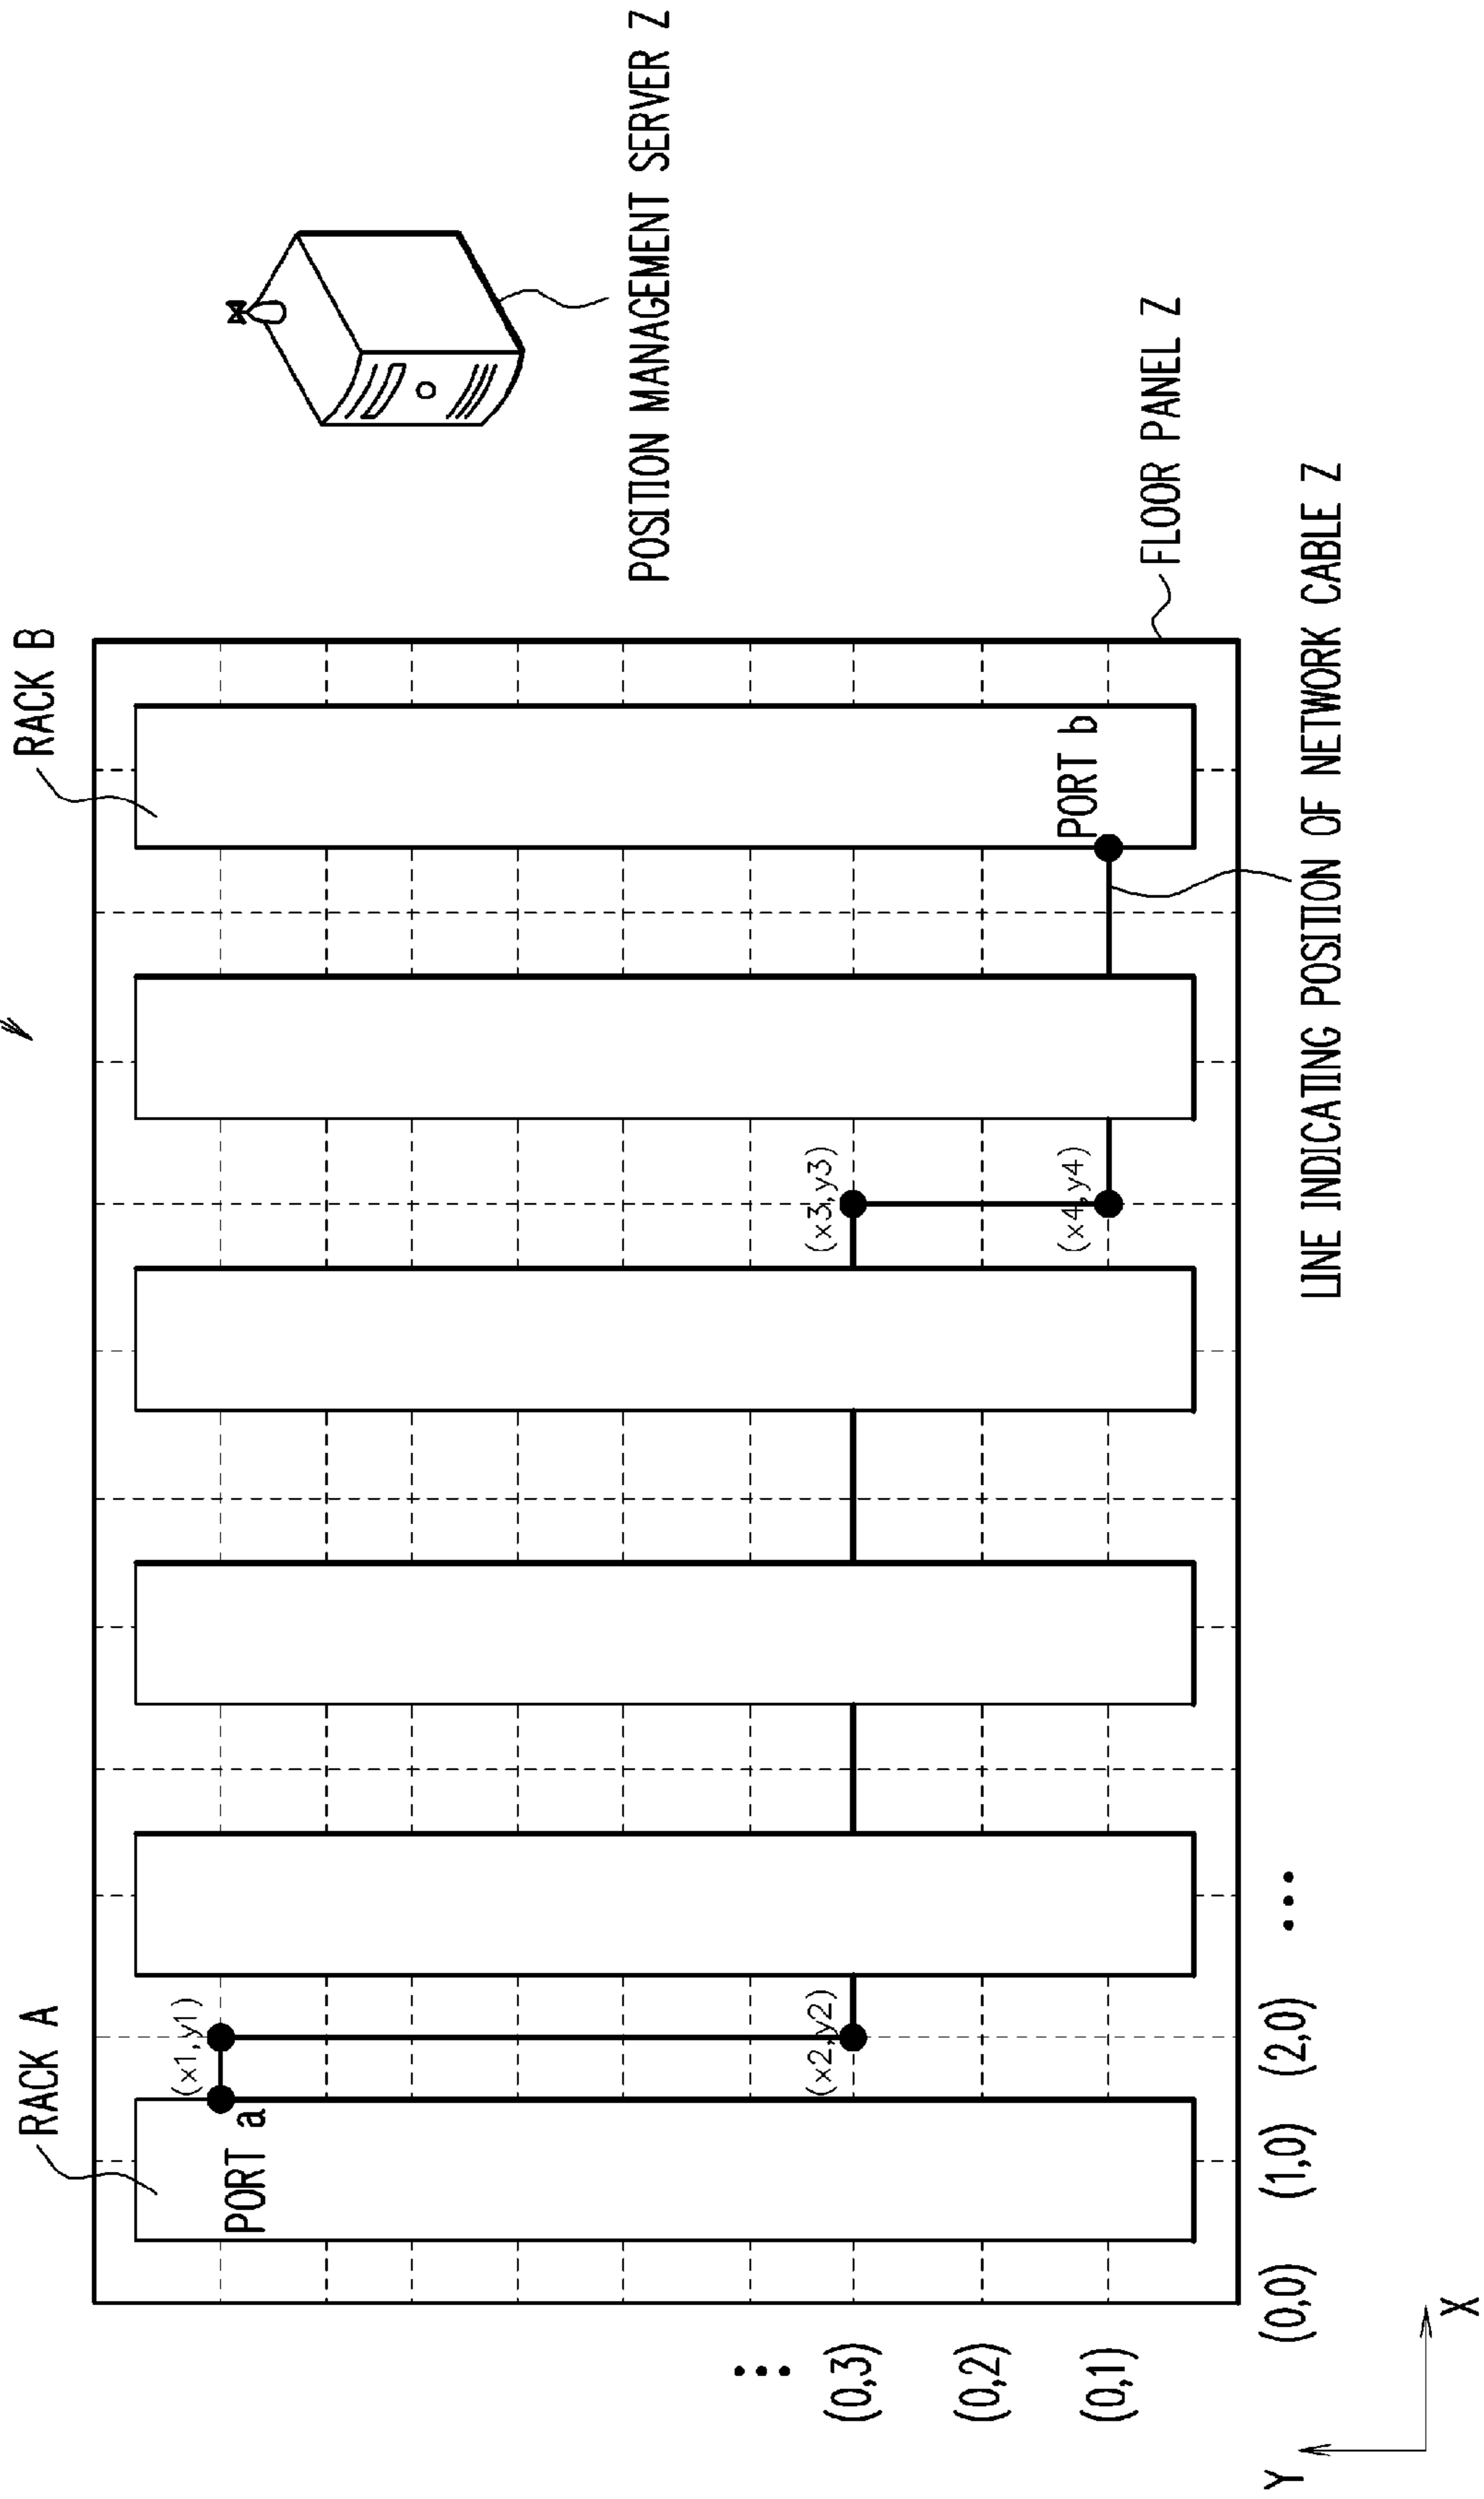 RACK A
RACK B
(x1,y1)
PORT a
POSITION MANAGEMENT SERVER Z
(x2,y2)
(x3,y3)
(x4,y4)
PORT b
FLOOR PANEL Z
(0,3)
(0,2)
(0,1)
(0,0) (1,0) (2,0) •••
LINE INDICATING POSITION OF NETWORK CABLE Z
Y
X